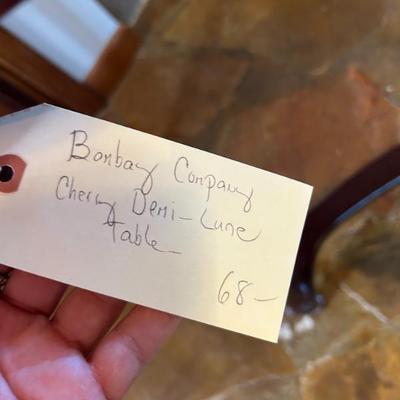 Bombay Company
Cherry Demi-Lune
table
68-